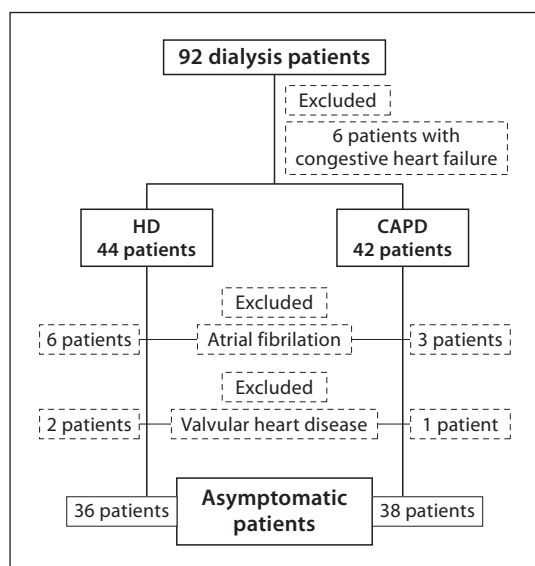 92 dialysis patients
Excluded
6 patients with
congestive heart failure
HD
44 patients
CAPD
42 patients
Excluded
6 patients
Atrial fibrilation
3 patients
Excluded
2 patients
Valvular heart disease
1 patient
36 patients
Asymptomatic
patients
38 patients